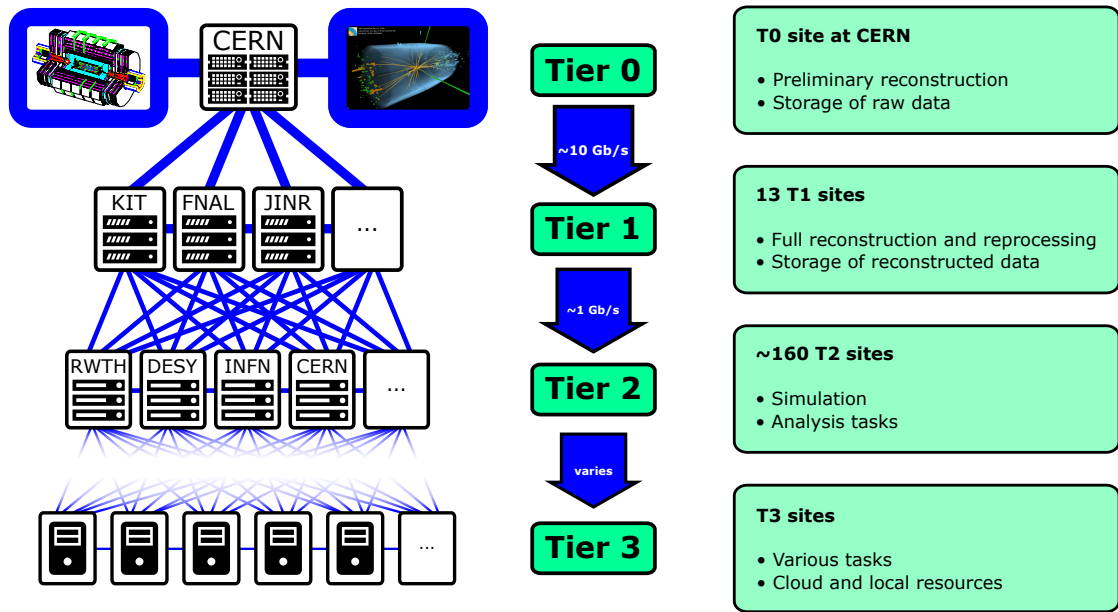 CERN
Tier 0
T0 site at CERN
• Preliminary reconstruction
• Storage of raw data
~10 Gb/s
KIT
FNAL
JINR
...
Tier 1
13 T1 sites
• Full reconstruction and reprocessing
• Storage of reconstructed data
~1 Gb/s
RWTH
DESY
INFN
CERN
...
Tier 2
~160 T2 sites
• Simulation
• Analysis tasks
varies
...
Tier 3
T3 sites
• Various tasks
• Cloud and local resources